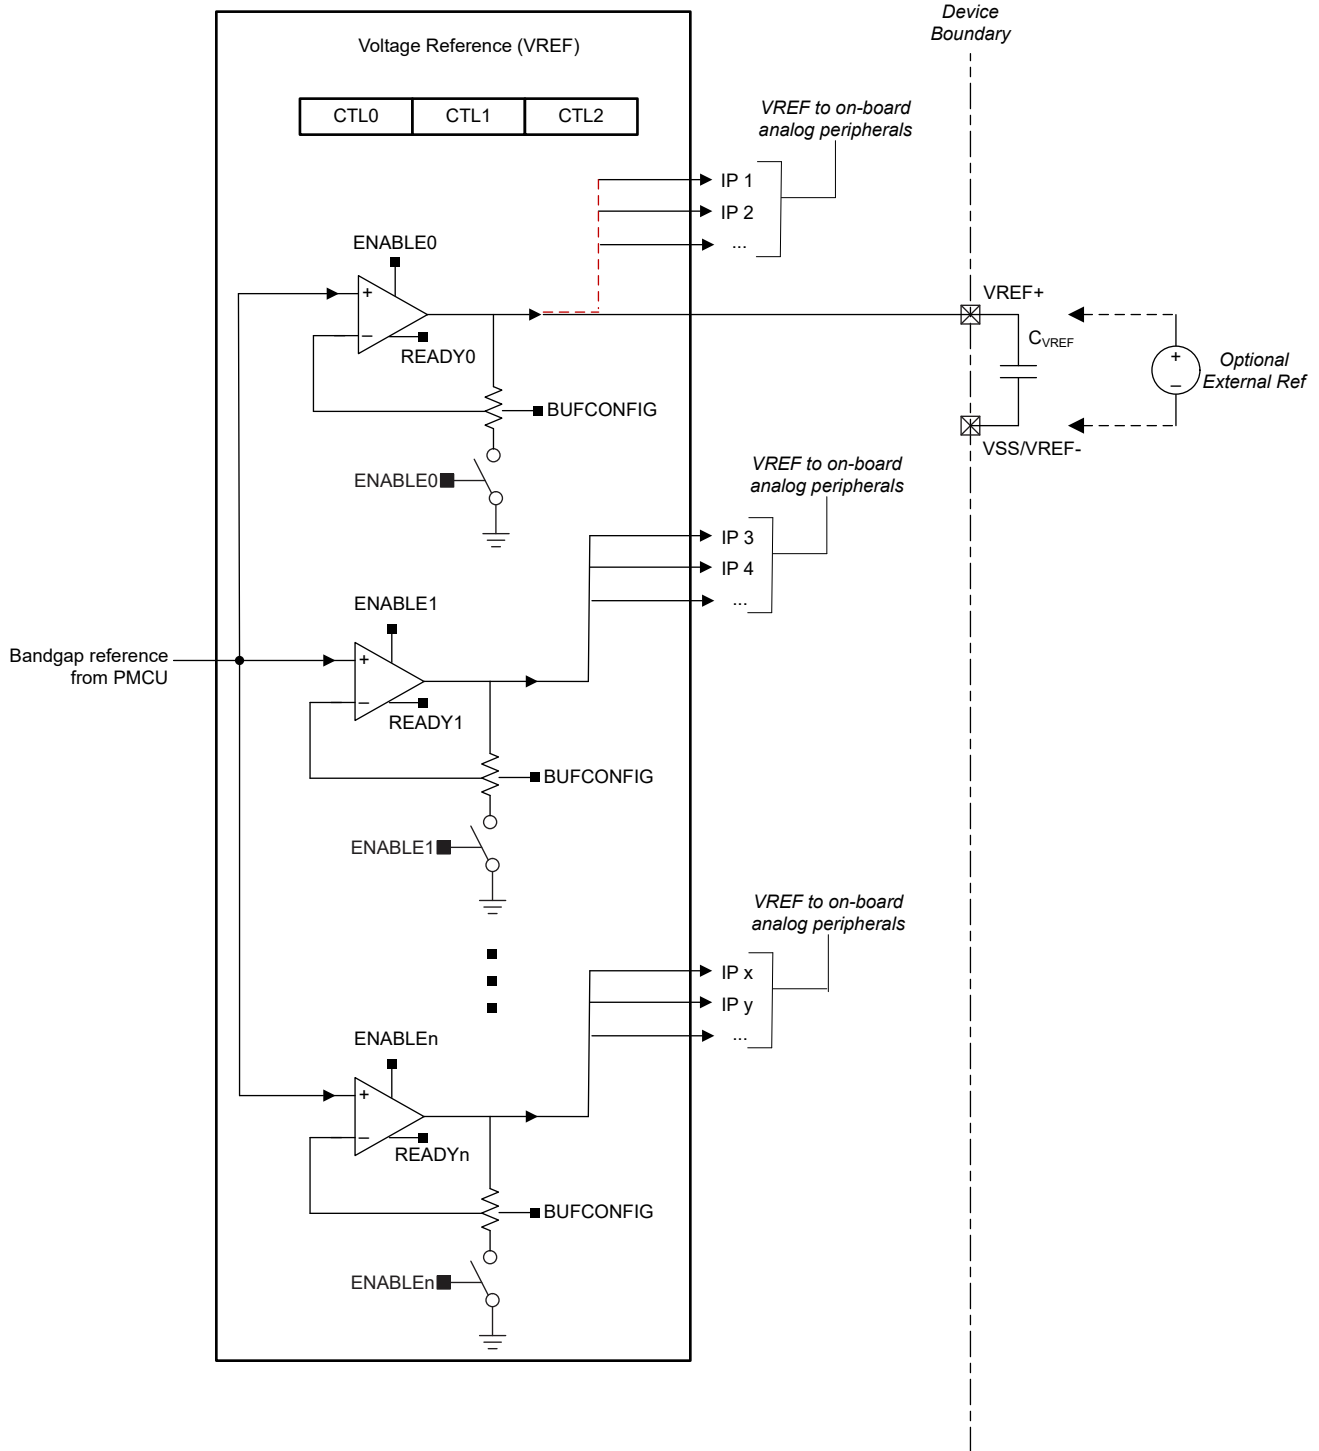 Device
Boundary
Voltage Reference (VREF)
CTL0 CTL1 CTL2
VREF to on-board
analog peripherals
IP 1
IP 2
...
ENABLE0
+
–
READY0
BUFCONFIG
ENABLE0
VREF+
CVREF
VSS/VREF-
+
–
Optional
External Ref
VREF to on-board
analog peripherals
IP 3
IP 4
...
ENABLE1
Bandgap reference
from PMCU
+
–
READY1
BUFCONFIG
ENABLE1
VREF to on-board
analog peripherals
IP x
IP y
...
ENABLEn
+
–
READYn
BUFCONFIG
ENABLEn